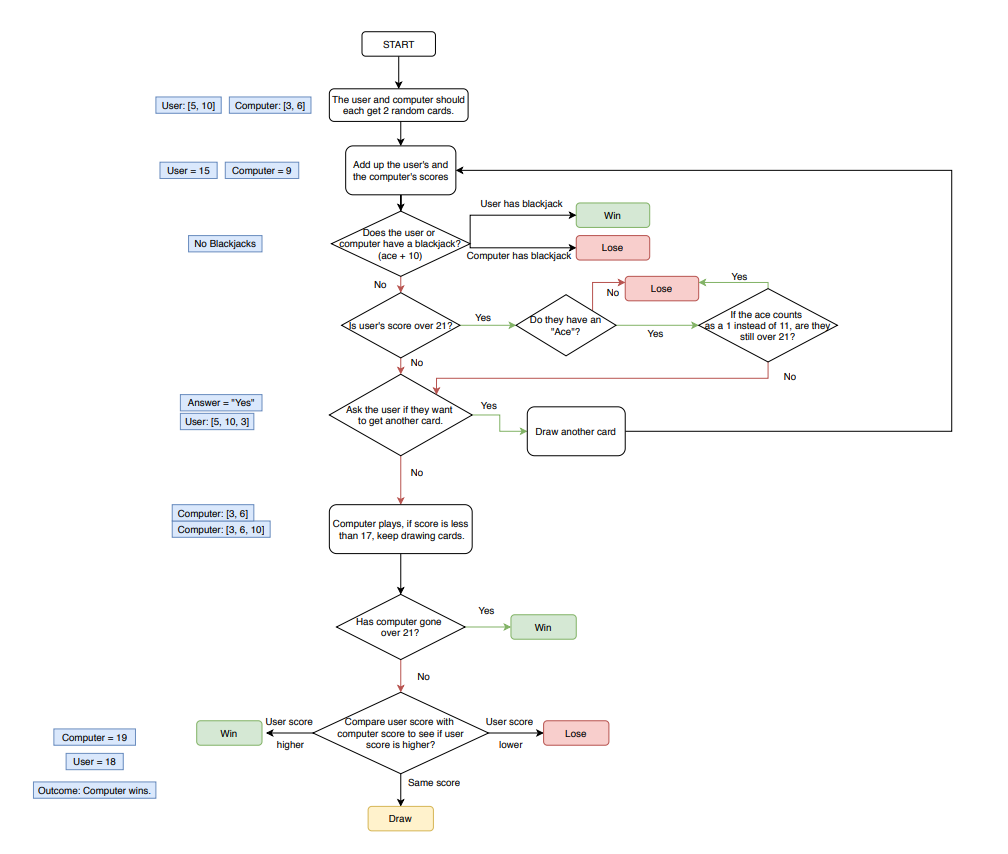 START
User: [5, 10]
Computer: [3, 6]
The user and computer should
each get 2 random cards.
User = 15
Computer = 9
Add up the user's and
the computer's scores
No Blackjacks
Does the user or
computer have a blackjack?
(ace + 10)
User has blackjack
Win
Computer has blackjack
Lose
No
Is user's score over 21?
Yes
Do they have an
"Ace"?
No
Lose
Yes
Yes
If the ace counts
as a 1 instead of 11, are they
still over 21?
No
No
Answer = "Yes"
User: [5, 10, 3]
Ask the user if they want
to get another card.
Yes
Draw another card
No
Computer: [3, 6]
Computer: [3, 6, 10]
Computer plays, if score is less
than 17, keep drawing cards.
Has computer gone
over 21?
Yes
Win
No
Computer = 19
User = 18
Outcome: Computer wins.
Win
User score
higher
Compare user score with
computer score to see if user
score is higher?
User score
lower
Lose
Same score
Draw